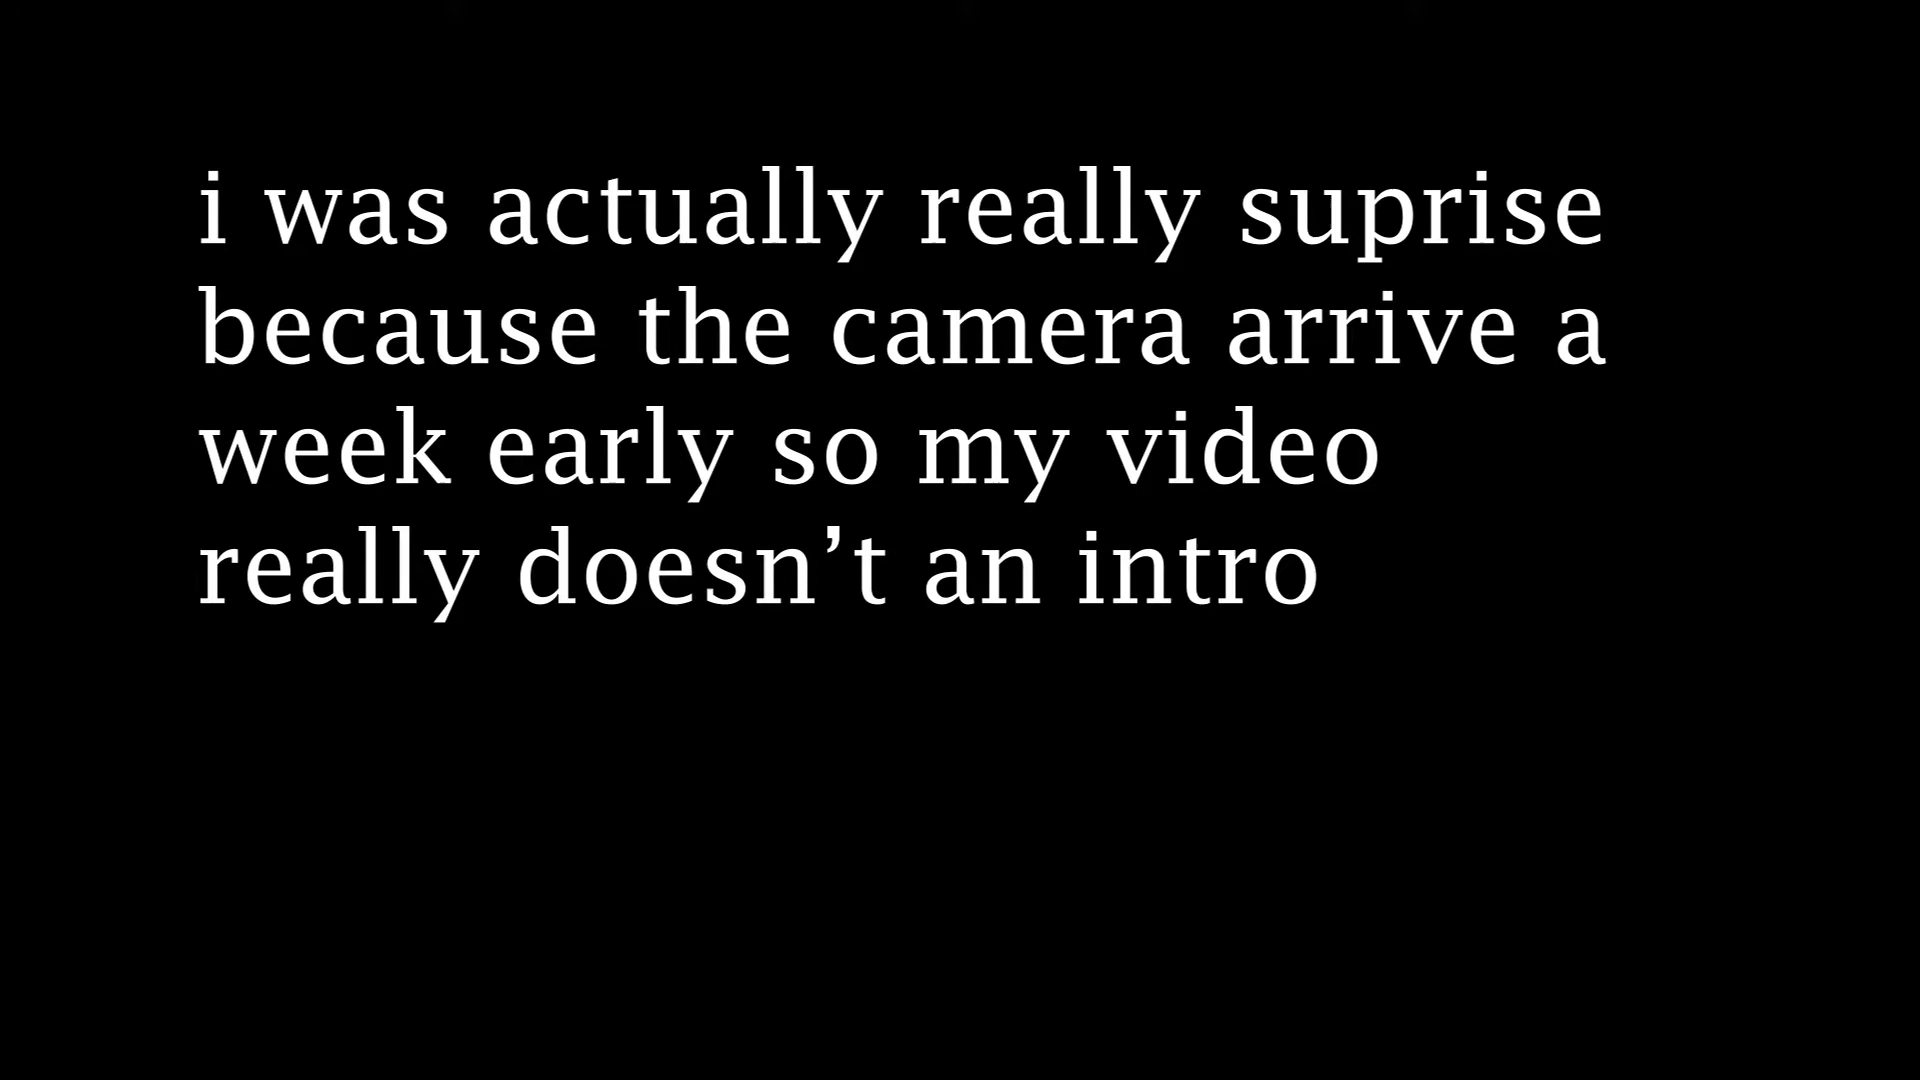 i was actually really suprise
because the camera arrive a
week early so my video
really doesn’t an intro